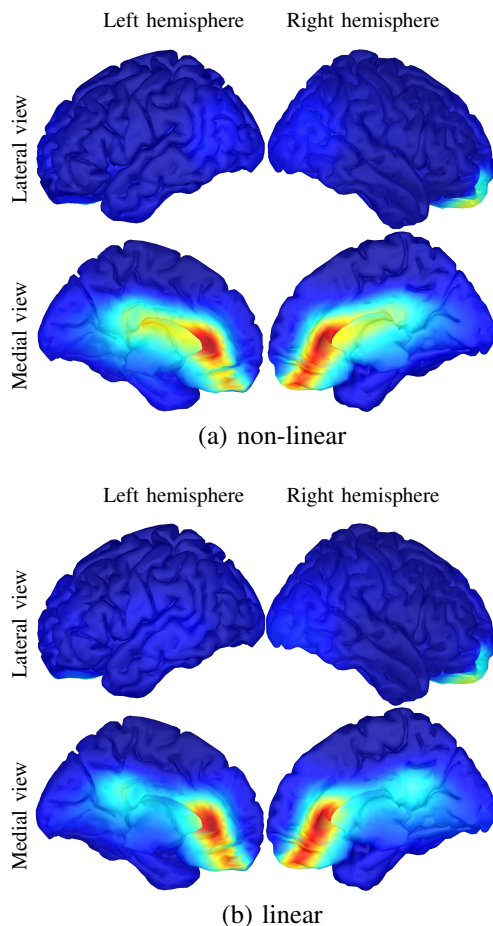 Left hemisphere Right hemisphere
Lateral view
Medial view
(a) non-linear
Left hemisphere Right hemisphere
Lateral view
Medial view
(b) linear